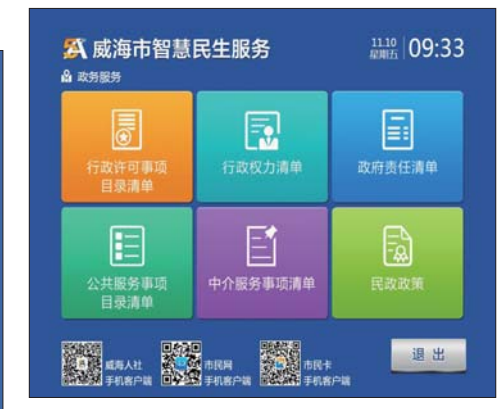 威海市智慧民生服务
11.10
星期五
09:33
政务服务
行政许可事项
目录清单
行政权力清单
政府责任清单
公共服务事项
目录清单
中介服务事项清单
民政政策
威海人社
手机客户端
市民网
手机客户端
市民卡
手机客户端
退出